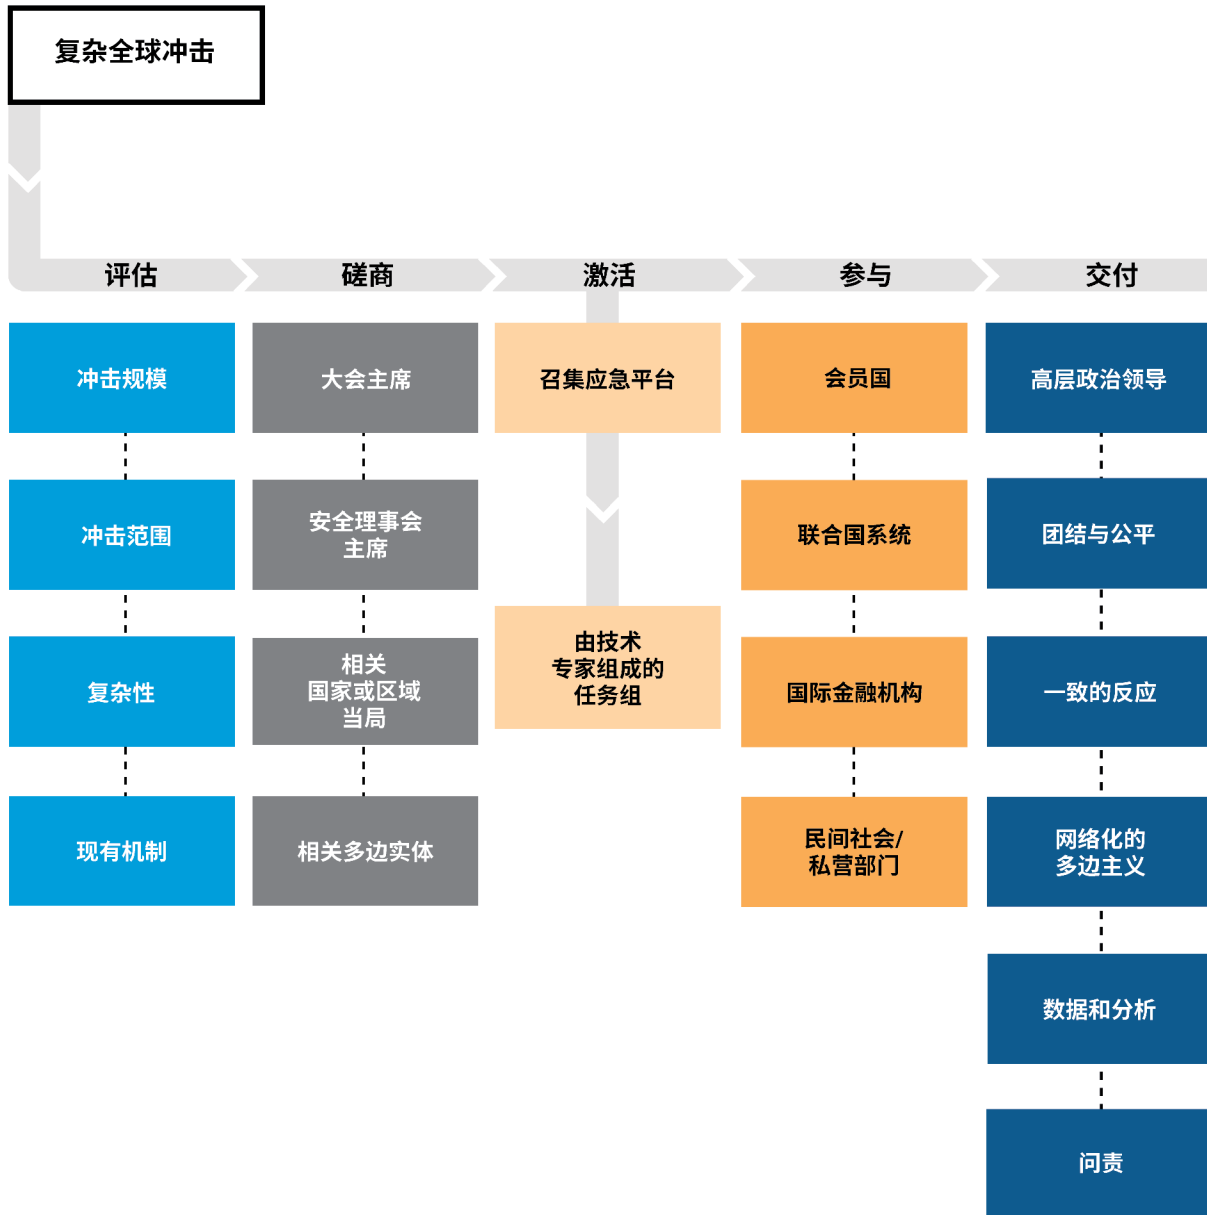 复杂全球冲击
评估
磋商
激活
参与
交付
冲击规模
冲击范围
复杂性
现有机制
大会主席
安全理事会
主席
相关
国家或区域
当局
相关多边实体
召集应急平台
由技术
专家组成的
任务组
会员国
联合国系统
国际金融机构
民间社会/
私营部门
高层政治领导
团结与公平
一致的反应
网络化的
多边主义
数据和分析
问责